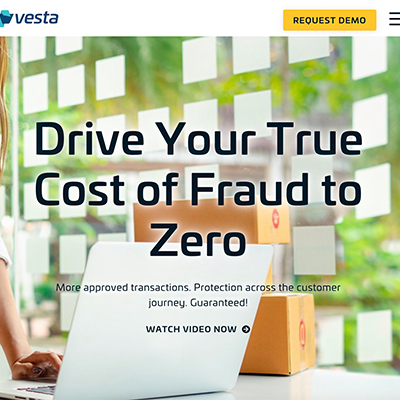 vesta
REQUEST DEMO
Drive Your True
Cost of Fraud to
Zero
More approved transactions. Protection across the customer
journey. Guaranteed!
WATCH VIDEO NOW